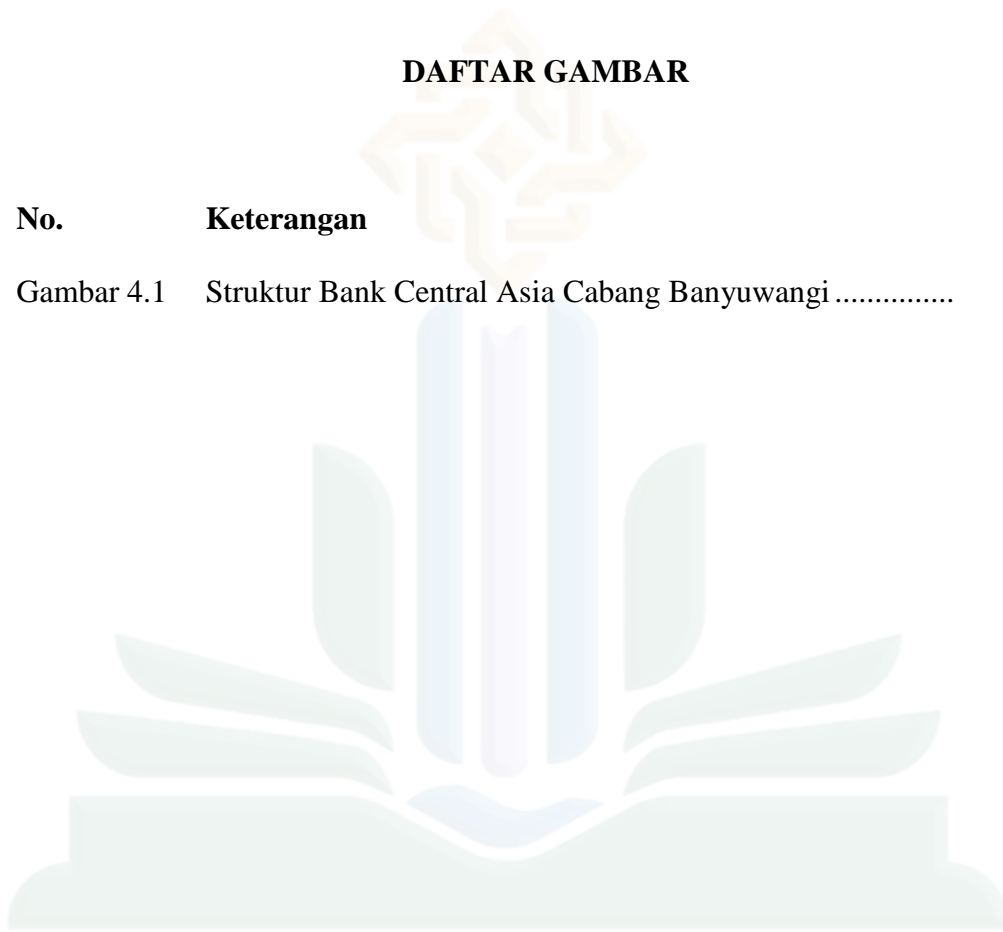 DAFTAR GAMBAR
No. Keterangan
Gambar 4.1 Struktur Bank Central Asia Cabang Banyuwangi ...............